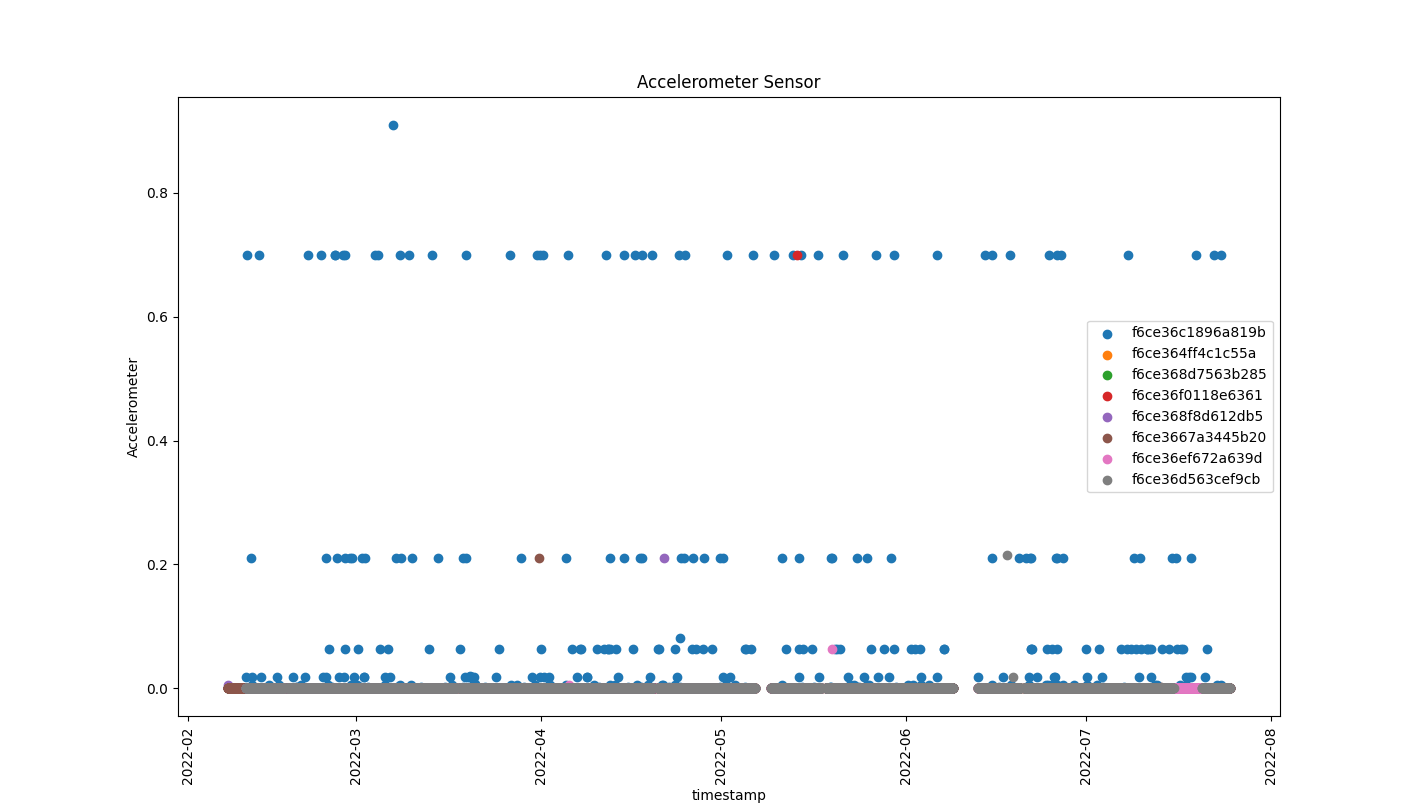 Accelerometer Sensor
0.8
0.6
0.4
0.2
0.0
Accelerometer
f6ce36c1896a819b
f6ce364ff4c1c55a
f6ce368d7563b285
f6ce36f0118e6361
f6ce368f8d612db5
f6ce3667a3445b20
f6ce36ef672a639d
f6ce36d563cef9cb
2022-02
2022-03
2022-04
2022-05
2022-06
2022-07
2022-08
timestamp